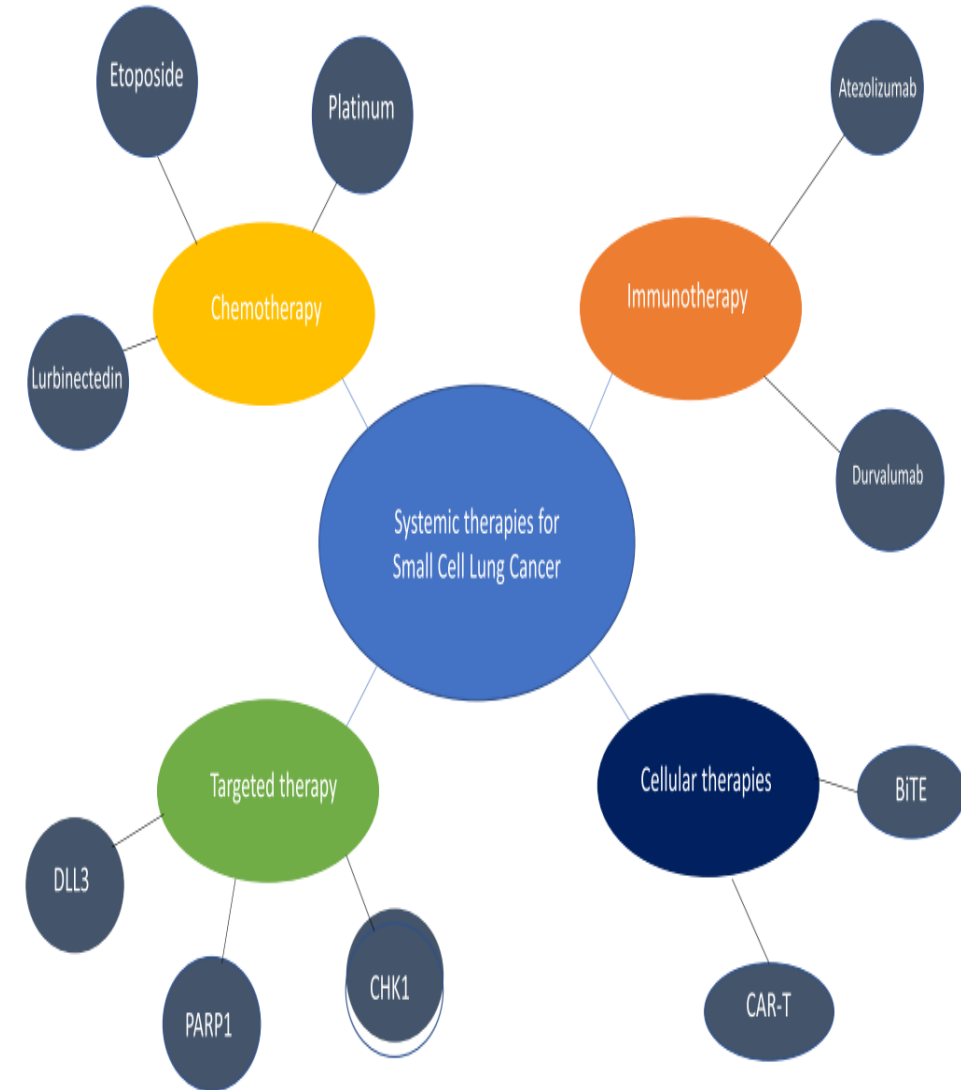 Etoposide
Platinum
Atezolizumab
Chemotherapy
Immunotherapy
Lurbinectedin
Durvalumab
Systemic therapies for
Small Cell Lung Cancer
Targeted therapy
Cellular therapies
BiTE
DLL3
CHK1
CAR-T
PARP1